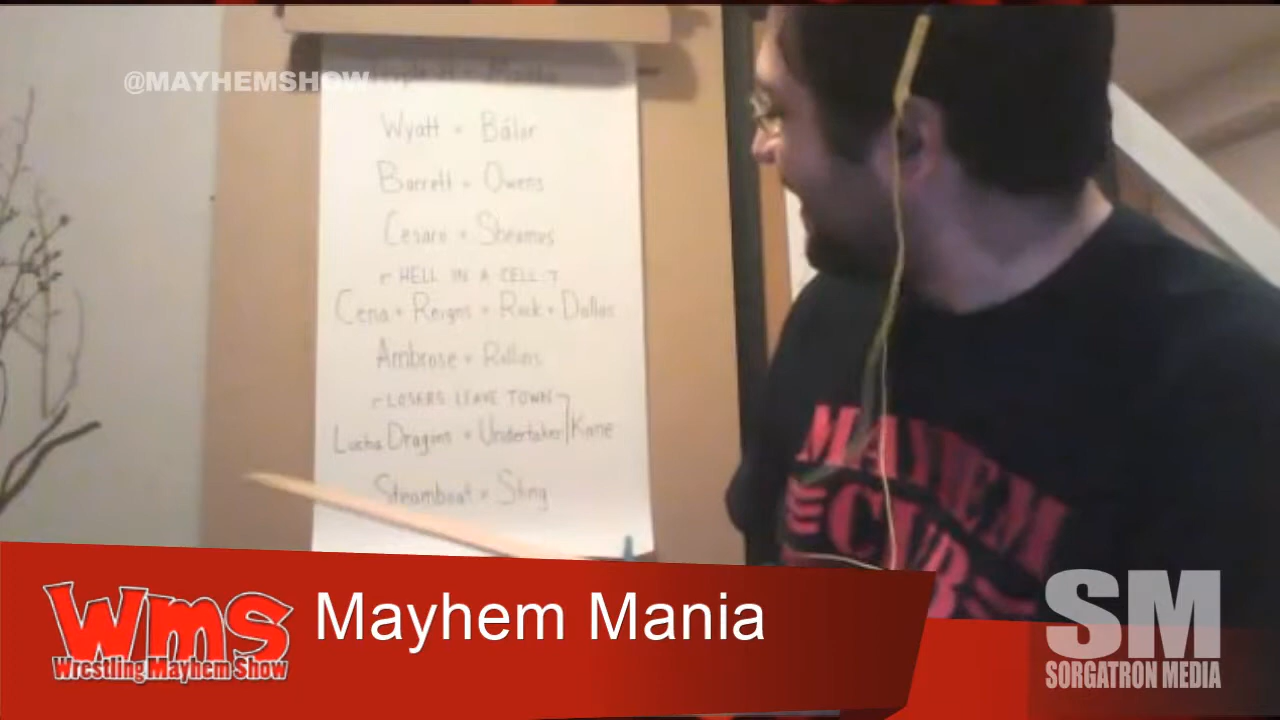 @MAYHEMSHOW
Wyatt - Bálor
Barrett - Owens
Cesaro - Sheamus
HELL IN A CELL
Cena - Reigns - Rock - Dallas
Ambrose - Rollins
LOSERS LEAVE TOWN
Lucha Dragons - Undertaker/Kane
Steamboat - Sting
MAYHEM
CLUB
Wms
Wrestling Mayhem Show
Mayhem Mania
SM
SORGATRON MEDIA